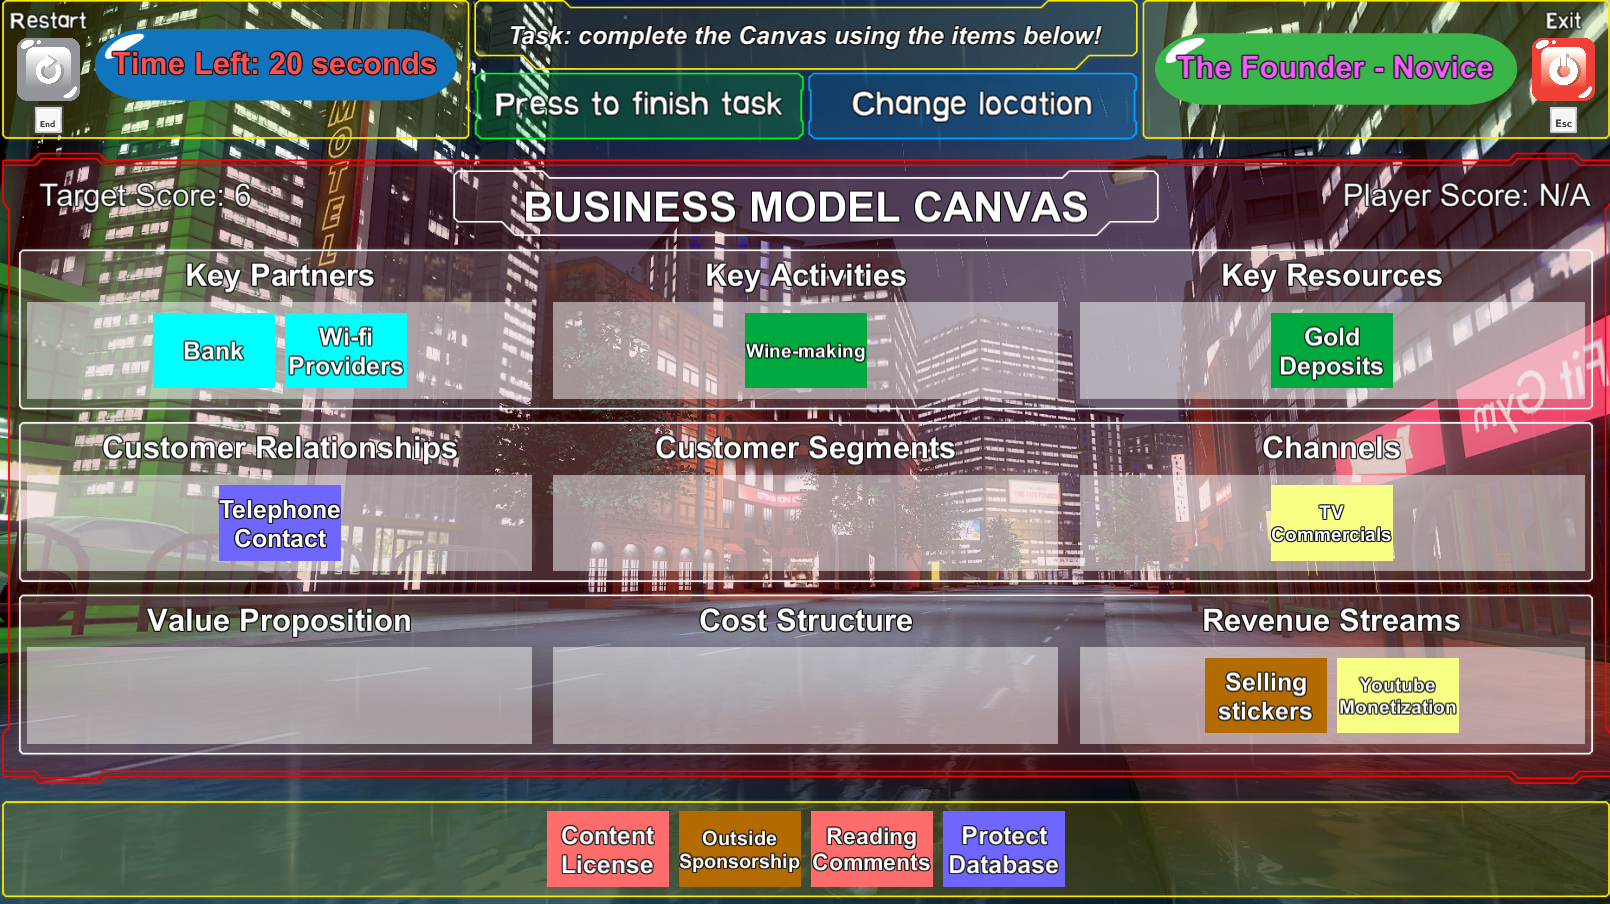 Restart
Time Left: 20 seconds
End
Task: complete the Canvas using the items below!
Press to finish task
Change location
Exit
The Founder - Novice
Esc
MOTEL
Target Score: 6
BUSINESS MODEL CANVAS
Player Score: N/A
Key Partners
Key Activities
Key Resources
Bank
Wi-fi
Providers
Wine-making
Gold
Deposits
Fit Gym
Customer Relationships
Customer Segments
Channels
Telephone
Contact
TV
Commercials
Value Proposition
Cost Structure
Revenue Streams
Selling
stickers
Youtube
Monetization
Content
License
Outside
Sponsorship
Reading
Comments
Protect
Database